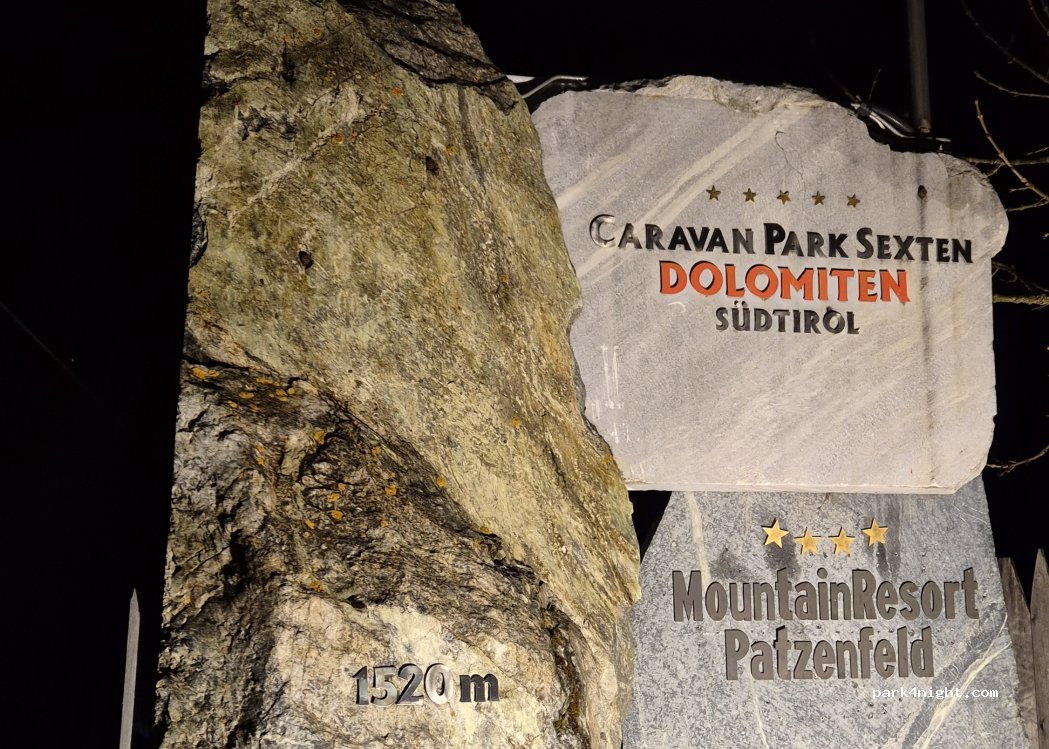 CARAVAN PARK SEXTEN
DOLOMITEN
SÜDTIROL
MountainResort
Patzenfeld
1520 m
park4night.com